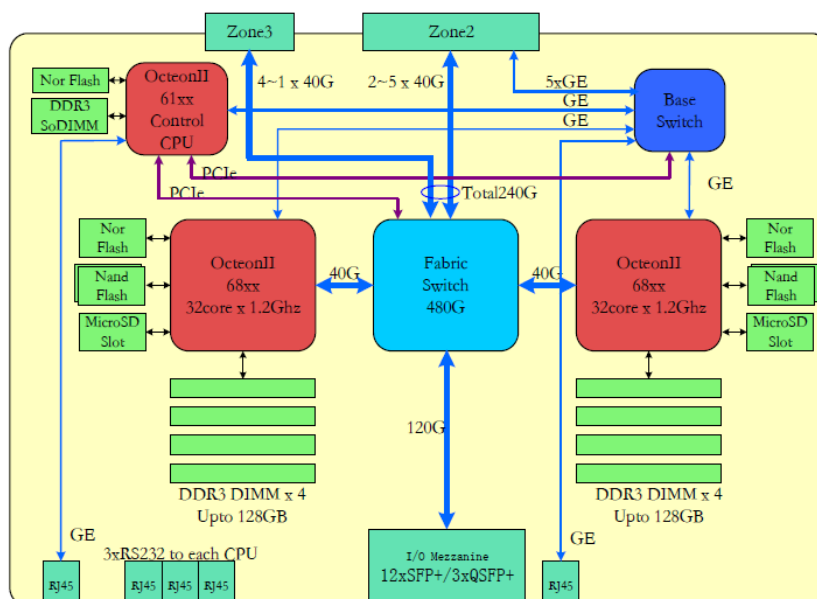 Zone3
Zone2
4~1 x 40G
2~5 x 40G
5xGE
GE
GE
Nor Flash
DDR3
SoDIMM
OcteonII
61xx
Control
CPU
Base
Switch
PCIe
PCIe
Total240G
GE
Nor
Flash
Nand
Flash
MicroSD
Slot
OcteonII
68xx
32core x 1.2Ghz
40G
Fabric
Switch
480G
40G
OcteonII
68xx
32core x 1.2Ghz
Nor
Flash
Nand
Flash
MicroSD
Slot
120G
DDR3 DIMM x 4
Upto 128GB
DDR3 DIMM x 4
Upto 128GB
GE
3xRS232 to each CPU
GE
RJ45
RJ45
RJ45
RJ45
I/O Mezzanine
12xSFP+/3xQSFP+
RJ45